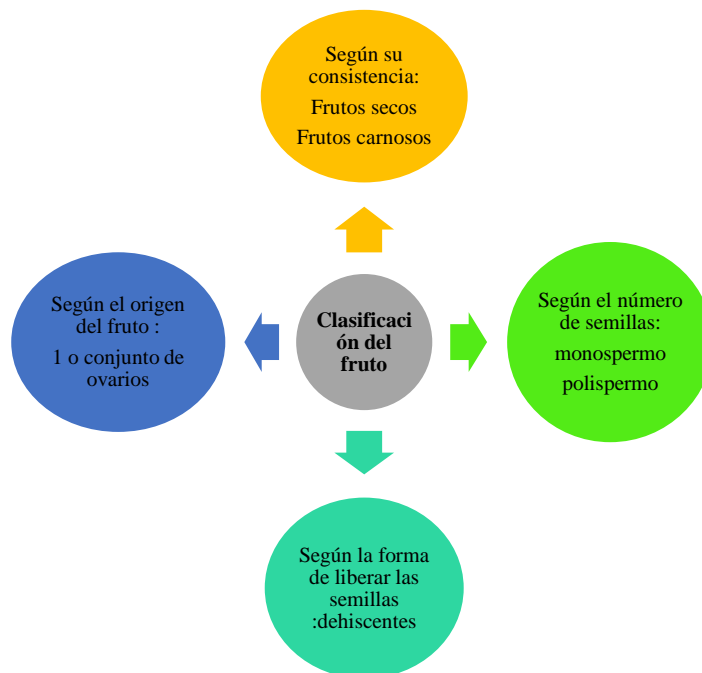 Según su
consistencia:
Frutos secos
Frutos carnosos
Según el origen
del fruto :
1 o conjunto de
ovarios
Clasificaci
ón del
fruto
Según el número
de semillas:
monospermo
polispermo
Según la forma
de liberar las
semillas
:dehiscentes